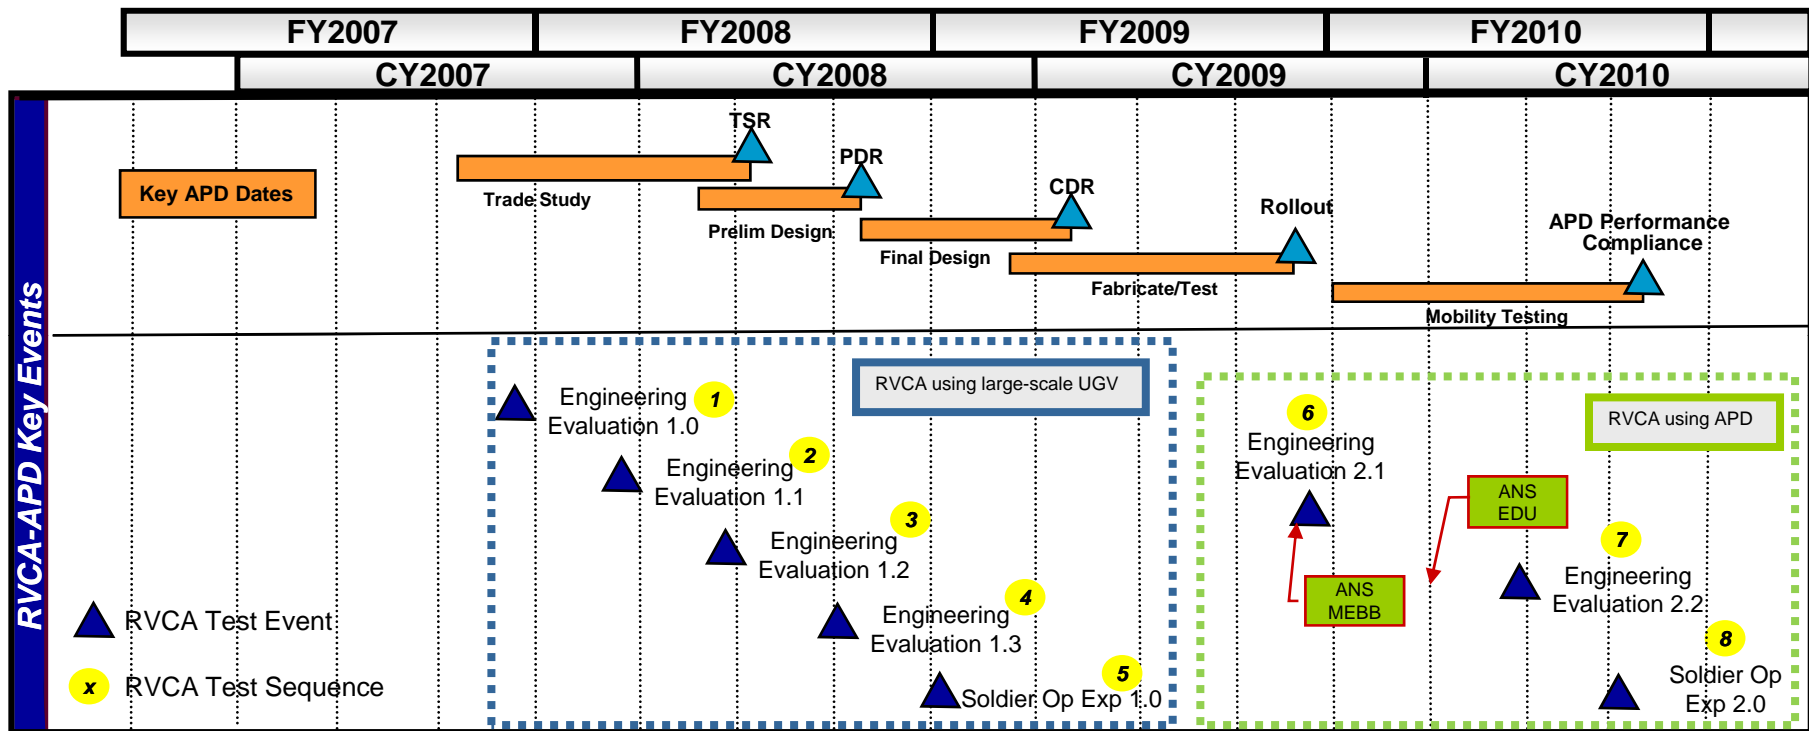 FY2007
FY2008
FY2009
FY2010
CY2007
CY2008
CY2009
CY2010
RVCA-APD Key Events
Key APD Dates
TSR
Trade Study
PDR
Prelim Design
CDR
Final Design
Rollout
Fabricate/Test
APD Performance
Compliance
Mobility Testing
RVCA using large-scale UGV
Engineering
Evaluation 1.0
1
Engineering
Evaluation 1.1
2
Engineering
Evaluation 1.2
3
Engineering
Evaluation 1.3
4
Soldier Op Exp 1.0
5
RVCA using APD
6
Engineering
Evaluation 2.1
ANS
MEBB
ANS
EDU
7
Engineering
Evaluation 2.2
8
Soldier Op
Exp 2.0
RVCA Test Event
x RVCA Test Sequence